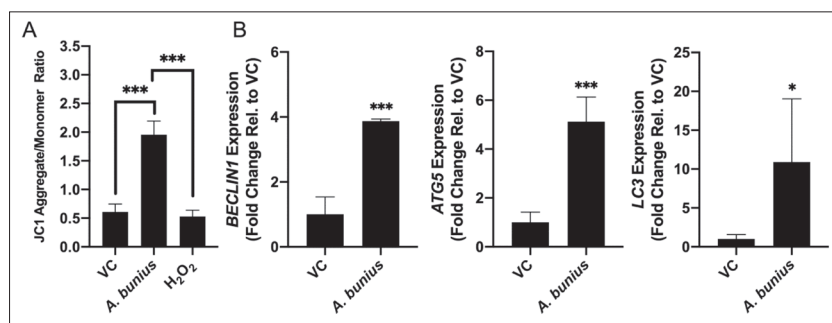 A
JC1 Aggregate/Monomer Ratio
3.5
3.0
2.5
2.0
1.5
1.0
0.5
0.0
***
***
VC
A. bunius
H₂O₂
B
BECLIN1 Expression
(Fold Change Rel. to VC)
6
4
2
0
***
VC
A. bunius
ATG5 Expression
(Fold Change Rel. to VC)
8
6
4
2
0
***
VC
A. bunius
LC3 Expression
(Fold Change Rel. to VC)
25
20
15
10
5
0
*
VC
A. bunius